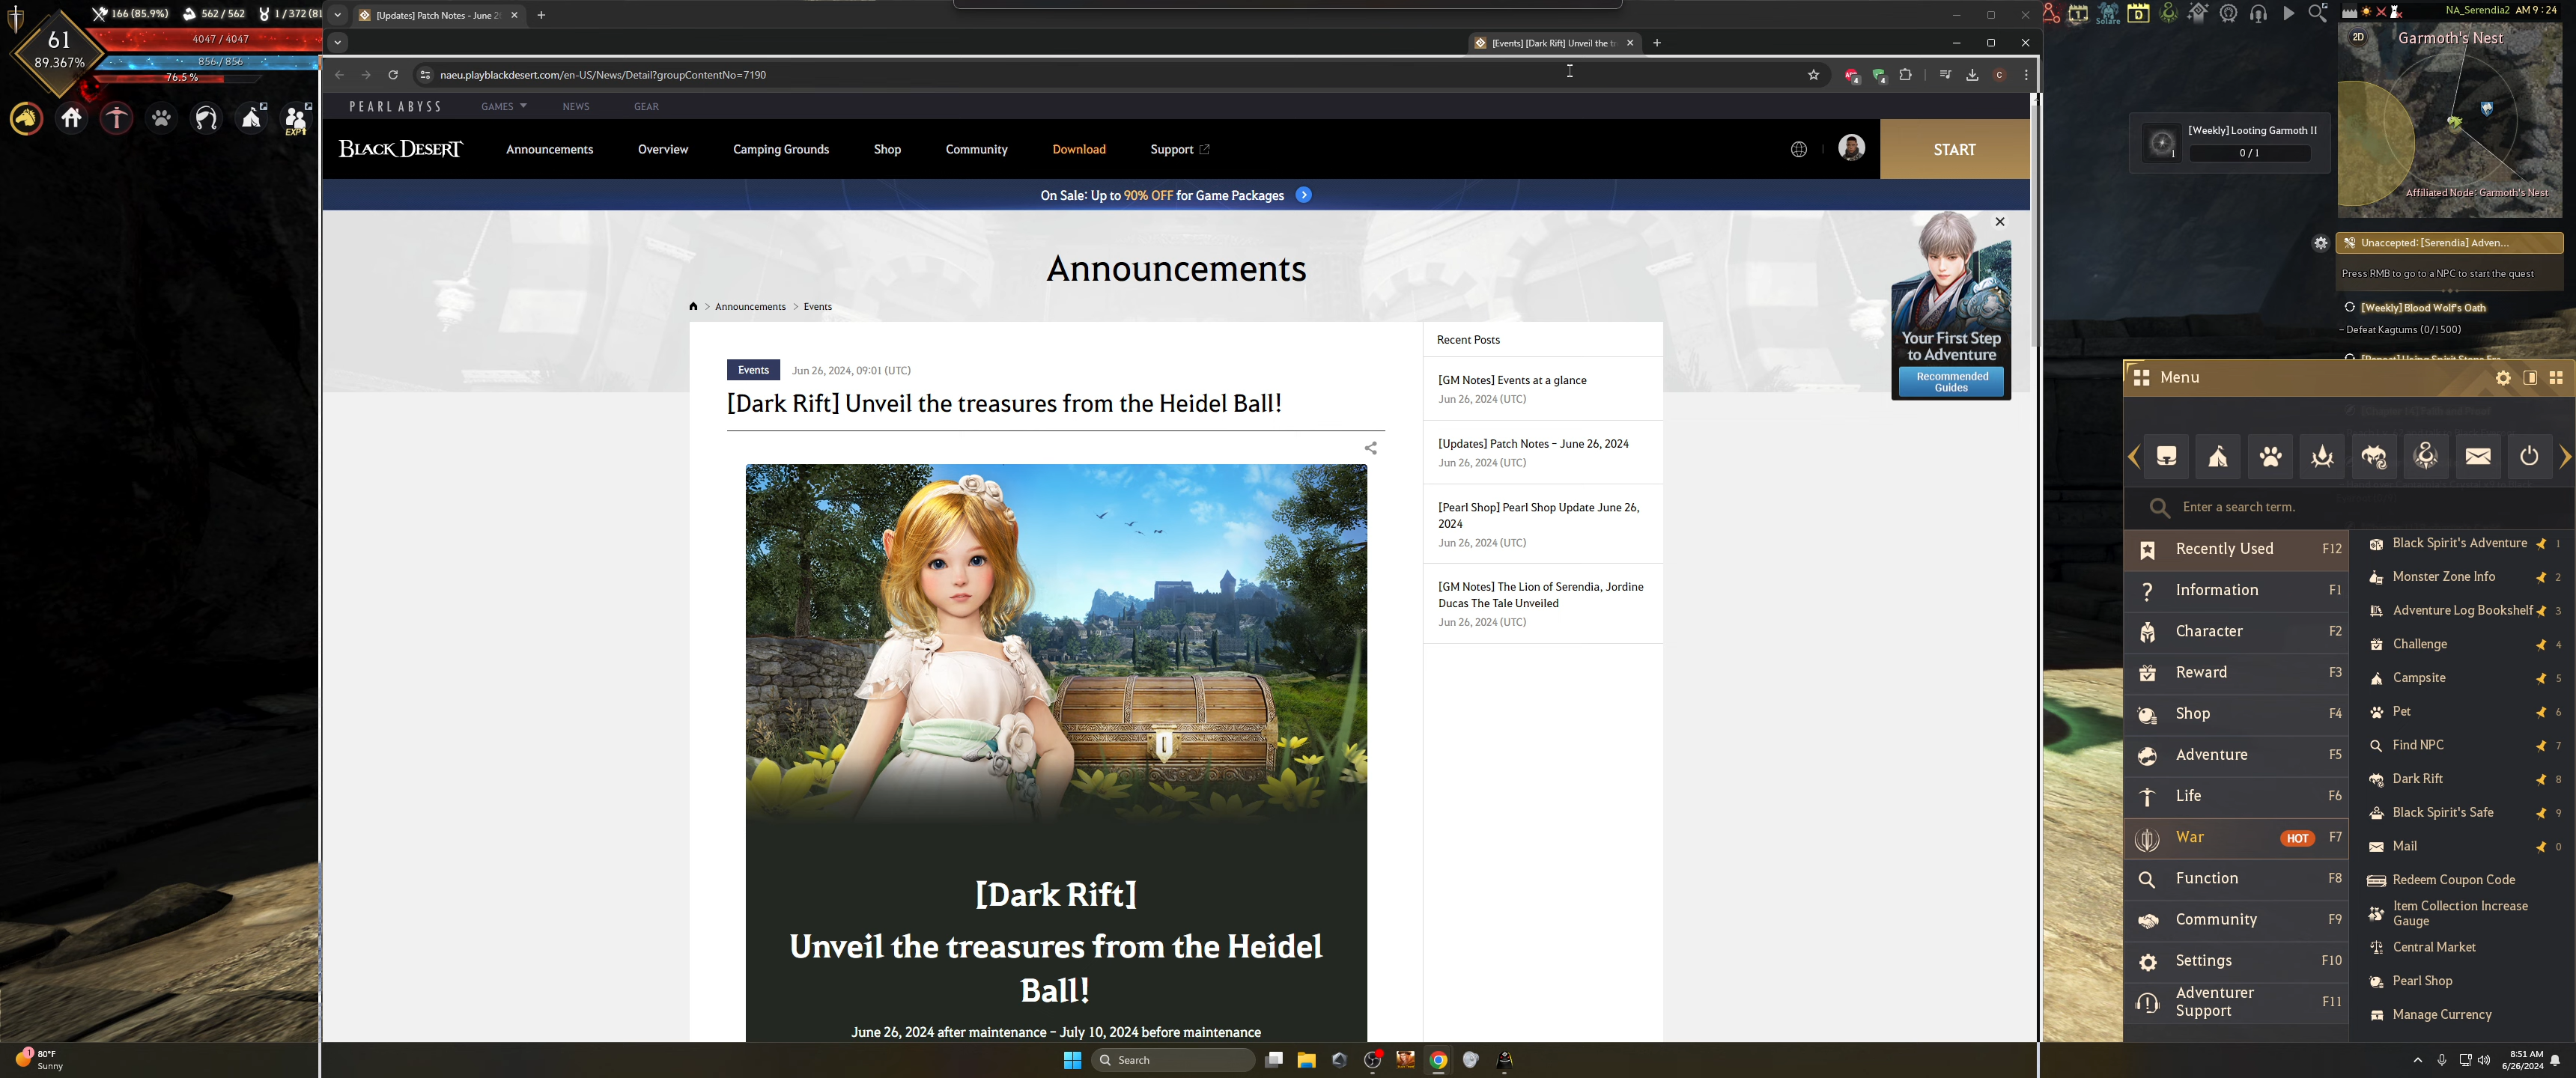 61
89.367%
166 (85.9%)
562 / 562
1 / 372 (81
4047 / 4047
856 / 856
76.5 %
EXP
[Updates] Patch Notes - June 2
[Events] [Dark Rift] Unveil the t
naeu.playblackdesert.com/en-US/News/Detail?groupContentNo=7190
4
4
C
PEARL ABYSS
GAMES
NEWS
GEAR
BLACK DESERT
Announcements
Overview
Camping Grounds
Shop
Community
Download
Support
START
On Sale: Up to 90% OFF for Game Packages
Announcements
Announcements > Events
Your First Step
to Adventure
Recommended
Guides
Events
Jun 26, 2024, 09:01 (UTC)
[Dark Rift] Unveil the treasures from the Heidel Ball!
Recent Posts
[GM Notes] Events at a glance
Jun 26, 2024 (UTC)
[Updates] Patch Notes - June 26, 2024
Jun 26, 2024 (UTC)
[Pearl Shop] Pearl Shop Update June 26,
2024
Jun 26, 2024 (UTC)
[GM Notes] The Lion of Serendia, Jordine
Ducas The Tale Unveiled
Jun 26, 2024 (UTC)
[Dark Rift]
Unveil the treasures from the Heidel
Ball!
June 26, 2024 after maintenance - July 10, 2024 before maintenance
1
Solare
D
NA_Serendia2 AM 9 : 24
2D
Garmoth's Nest
Affiliated Node: Garmoth's Nest
[Weekly] Looting Garmoth II
1
0 / 1
Unaccepted: [Serendia] Adven...
Press RMB to go to a NPC to start the quest
[Weekly] Blood Wolf's Oath
- Defeat Kagtums (0/1500)
Menu
Enter a search term.
Recently Used F12
Information F1
Character F2
Reward F3
Shop F4
Adventure F5
Life F6
War HOT F7
Function F8
Community F9
Settings F10
Adventurer
Support F11
Black Spirit's Adventure 1
Monster Zone Info 2
Adventure Log Bookshelf 3
Challenge 4
Campsite 5
Pet 6
Find NPC 7
Dark Rift 8
Black Spirit's Safe 9
Mail 0
Redeem Coupon Code
Item Collection Increase
Gauge
Central Market
Pearl Shop
Manage Currency
1
80°F
Sunny
Search
8:51 AM
6/26/2024